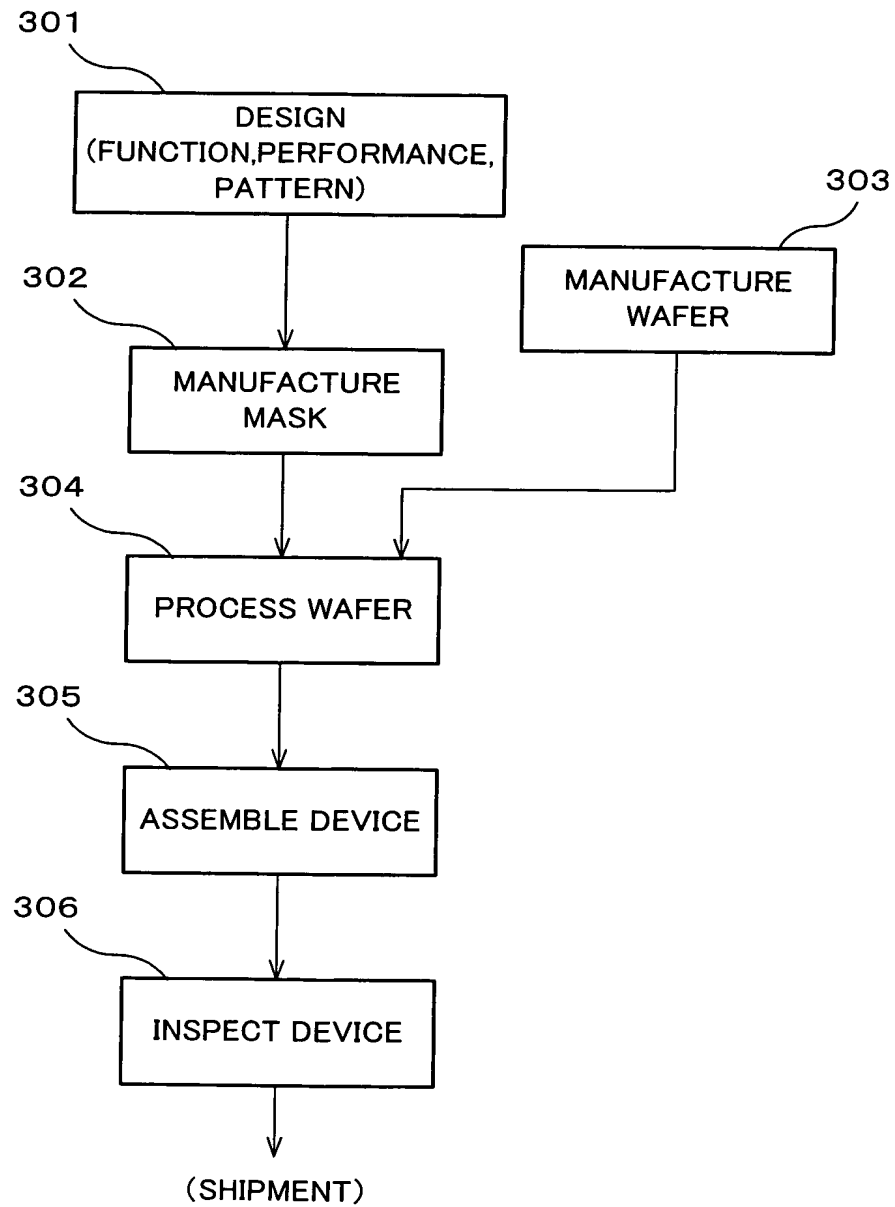 301
DESIGN
(FUNCTION,PERFORMANCE,
PATTERN)
303
MANUFACTURE
WAFER
302
MANUFACTURE
MASK
304
PROCESS WAFER
305
ASSEMBLE DEVICE
306
INSPECT DEVICE
(SHIPMENT)